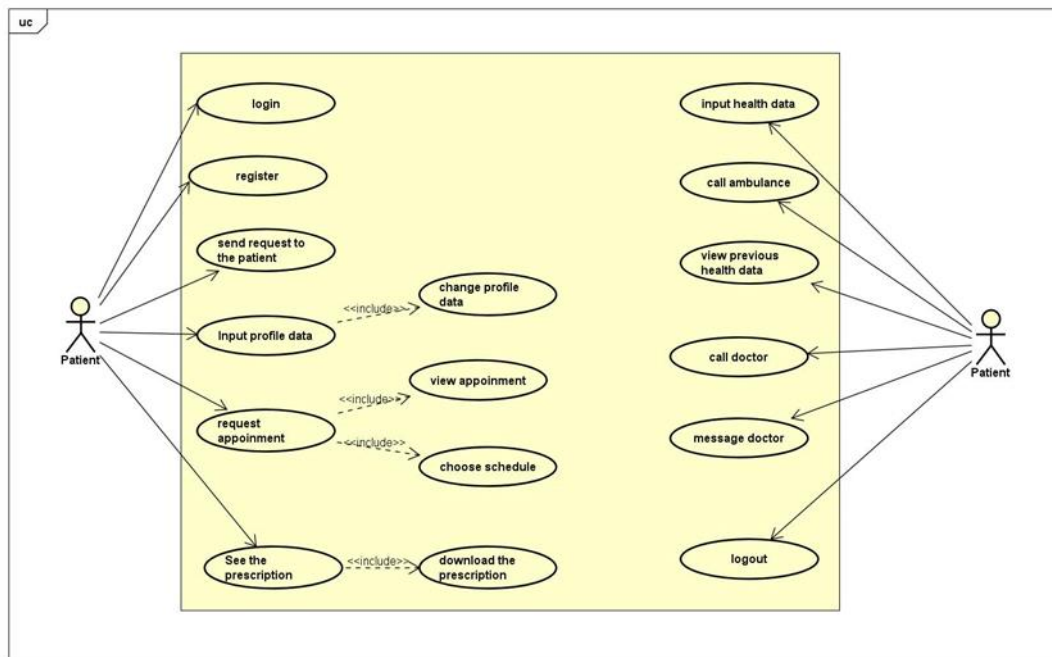 uc
login
register
send request to
the patient
Input profile data
<<include>>
change profile
data
request
appoinment
<<include>>
view appoinment
<<include>>
choose schedule
See the
prescription
<<include>>
download the
prescription
Patient
input health data
call ambulance
view previous
health data
call doctor
message doctor
logout
Patient